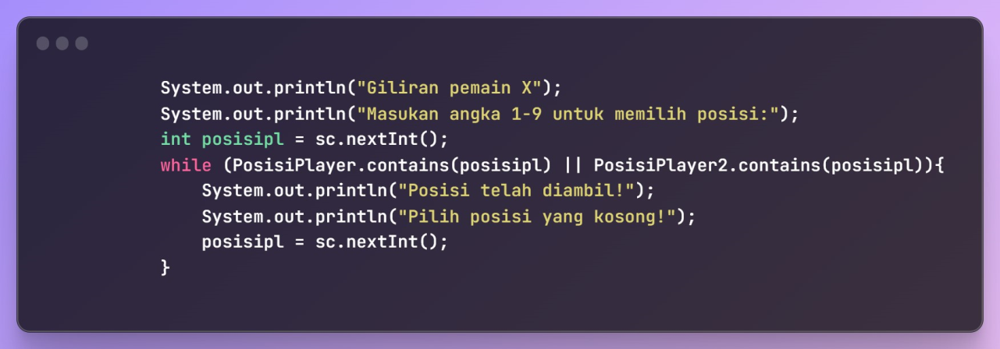 System.out.println("Giliran pemain X");
System.out.println("Masukan angka 1-9 untuk memilih posisi:");
int posisipl = sc.nextInt();
while (PosisiPlayer.contains(posisipl) || PosisiPlayer2.contains(posisipl)){
    System.out.println("Posisi telah diambil!");
    System.out.println("Pilih posisi yang kosong!");
    posisipl = sc.nextInt();
}